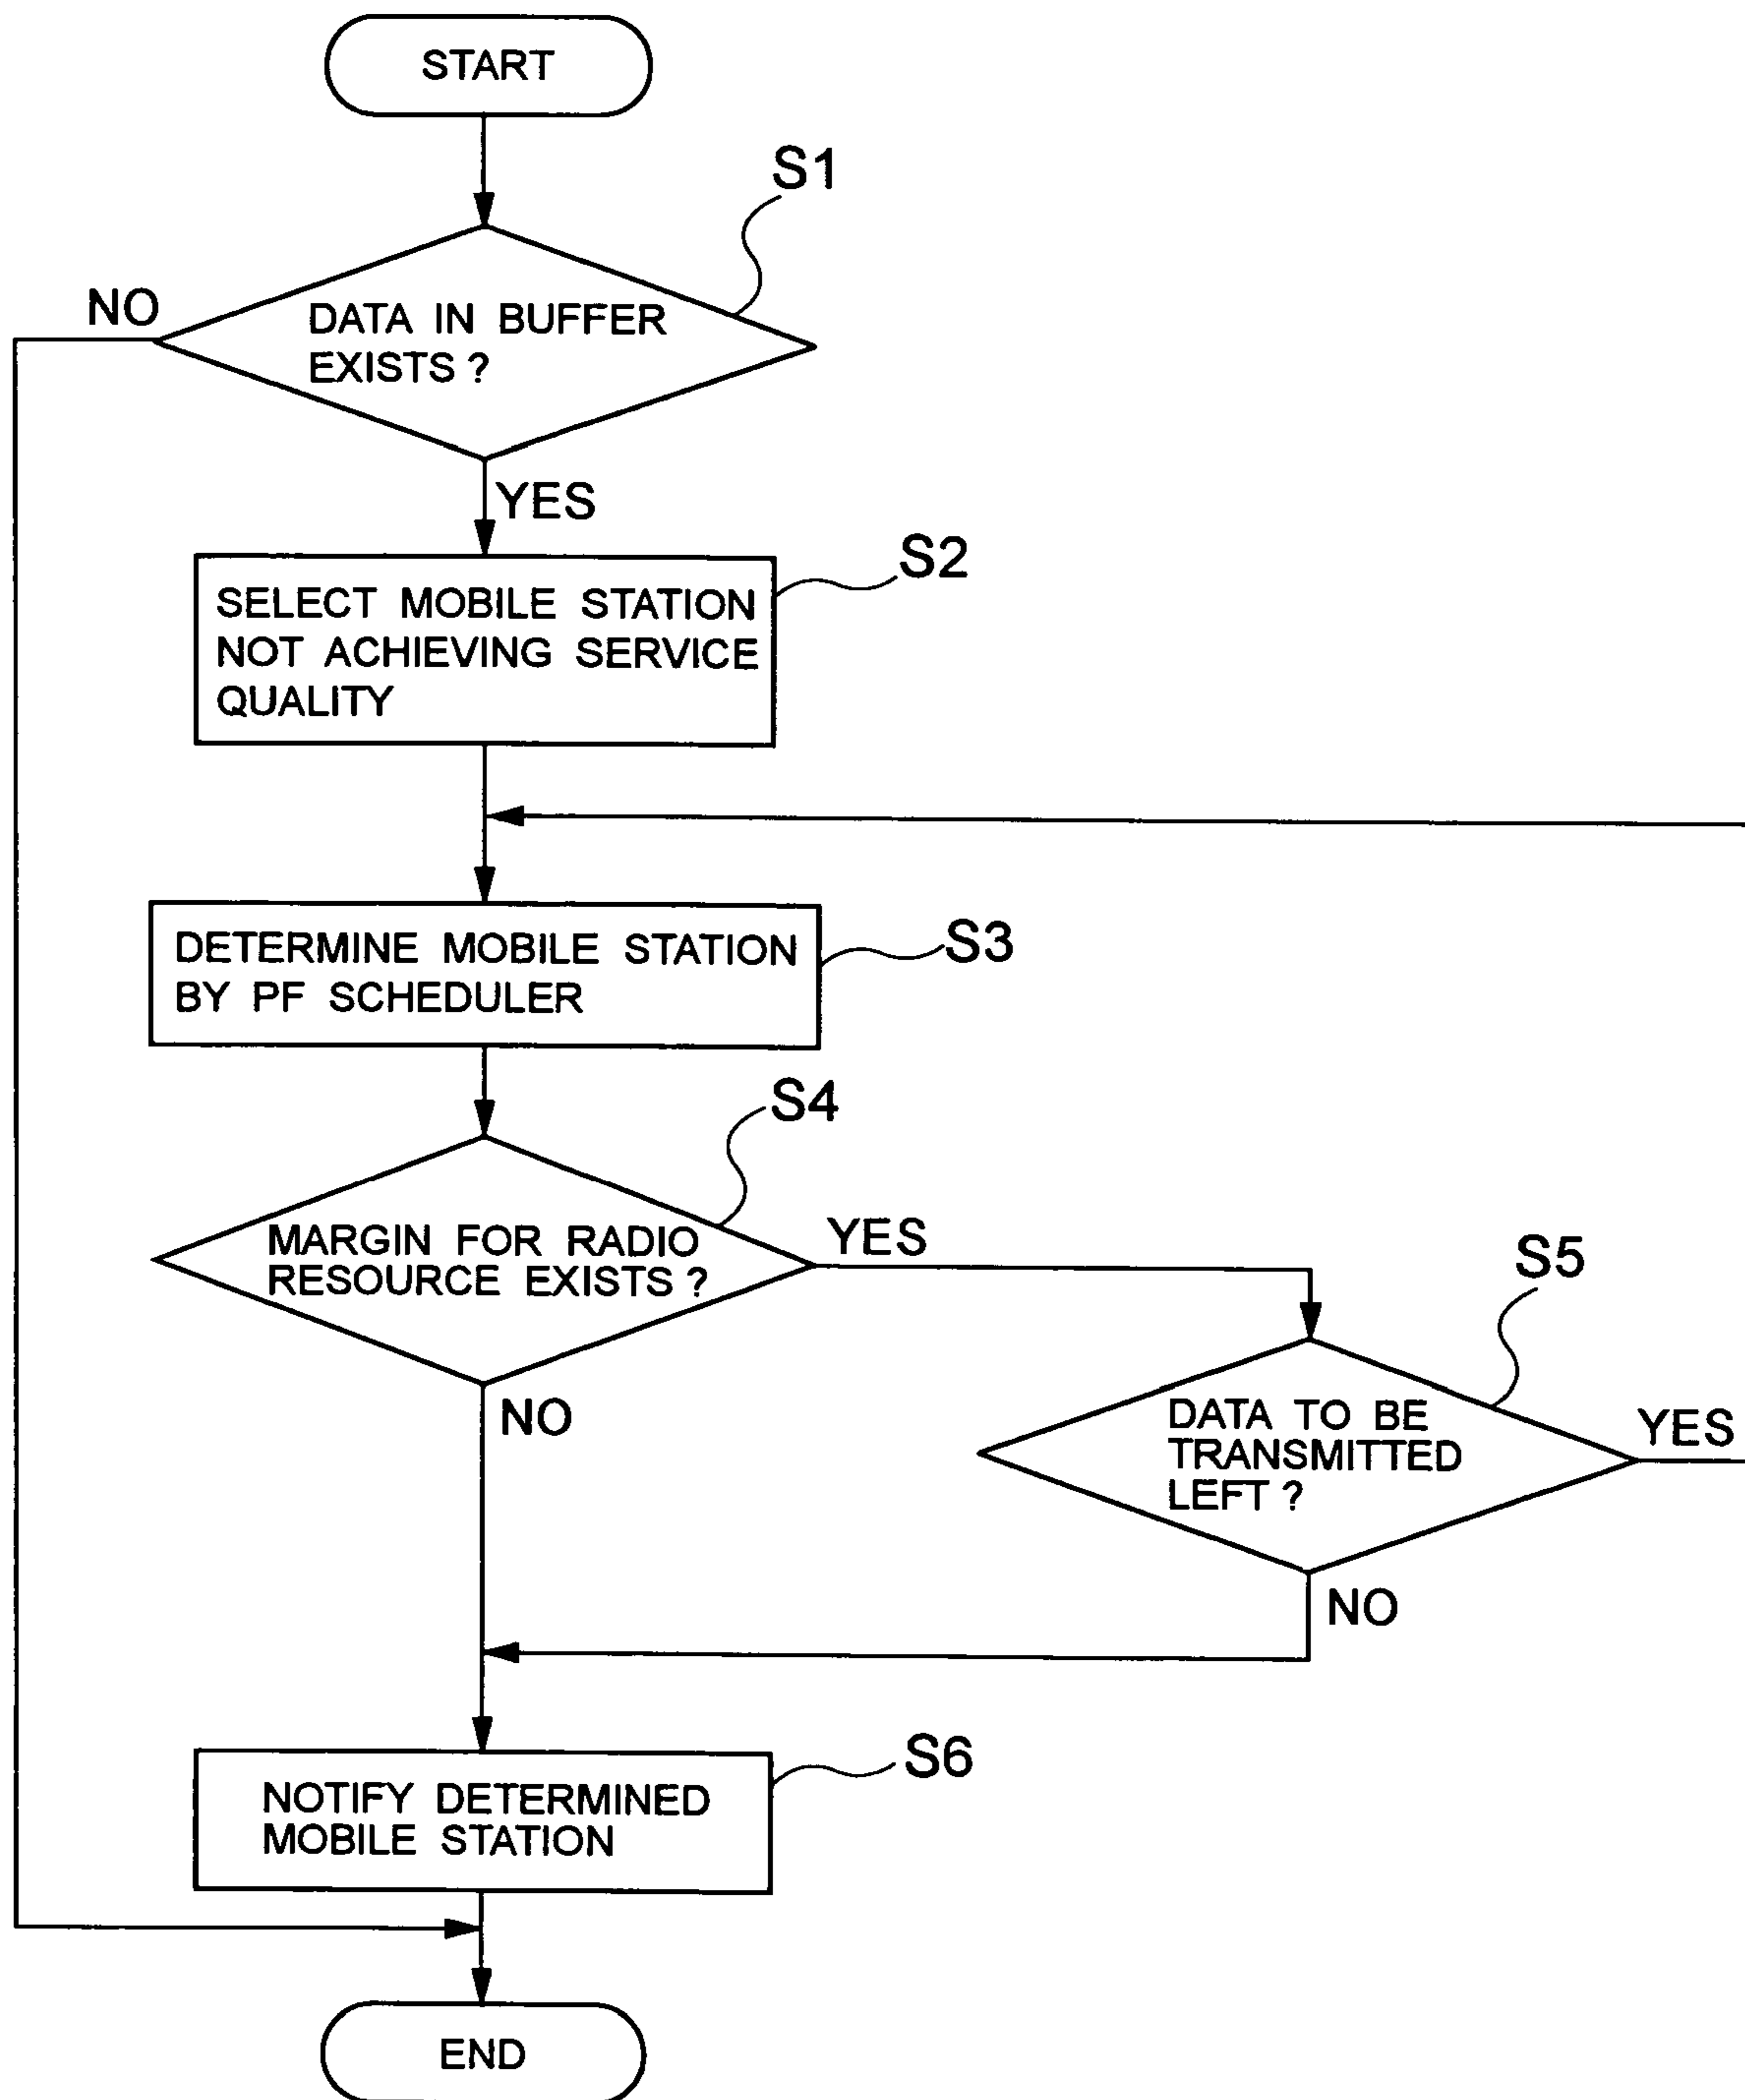 START
S1
NO
DATA IN BUFFER
EXISTS ?
YES
S2
SELECT MOBILE STATION
NOT ACHIEVING SERVICE
QUALITY
S3
DETERMINE MOBILE STATION
BY PF SCHEDULER
S4
MARGIN FOR RADIO
RESOURCE EXISTS ?
YES
S5
NO
DATA TO BE
TRANSMITTED
LEFT ?
YES
NO
S6
NOTIFY DETERMINED
MOBILE STATION
END